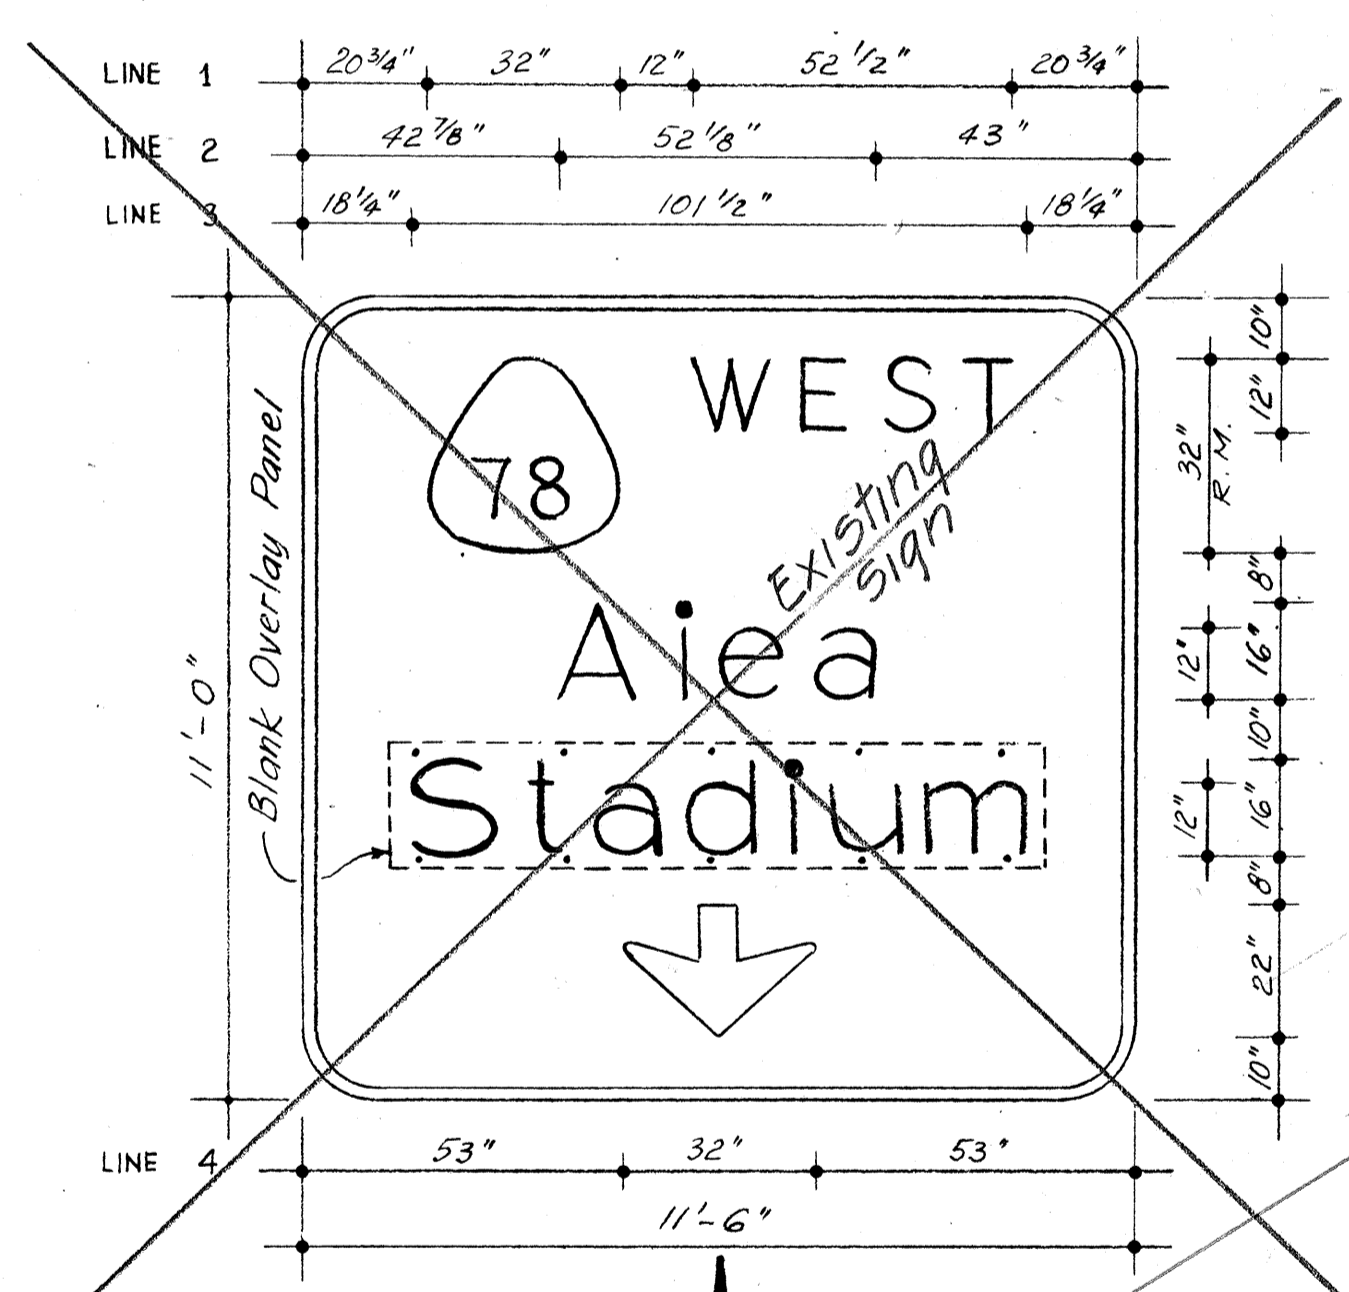 LINE 1 20 3/4" 32" 12" 52 1/2" 20 3/4"
LINE 2 42 7/8" 52 1/8" 43"
LINE 3 18 1/4" 101 1/2" 18 1/4"
WEST
78
Existing
sign
Aiea
Stadium
11'-0"
Blank Overlay Panel
32"
R.M.
12"
12"
10"
12"
8"
16"
10"
16"
8"
22"
10"
LINE 4 53" 32" 53"
11'-6"